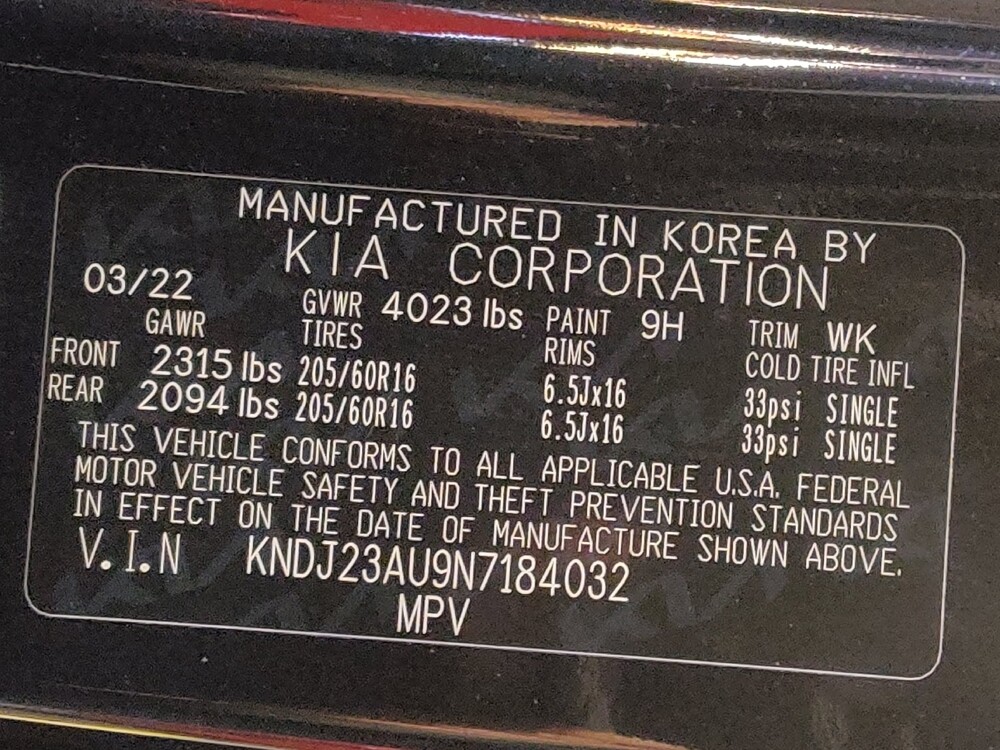 MANUFACTURED IN KOREA BY
KIA CORPORATION
03/22 GVWR 4023 lbs PAINT 9H TRIM WK
GAWR TIRES RIMS COLD TIRE INFL
FRONT 2315 lbs 205/60R16 6.5Jx16 33psi SINGLE
REAR 2094 lbs 205/60R16 6.5Jx16 33psi SINGLE
THIS VEHICLE CONFORMS TO ALL APPLICABLE U.S.A. FEDERAL
MOTOR VEHICLE SAFETY AND THEFT PREVENTION STANDARDS
IN EFFECT ON THE DATE OF MANUFACTURE SHOWN ABOVE.
V.I.N KNDJ23AU9N7184032
MPV